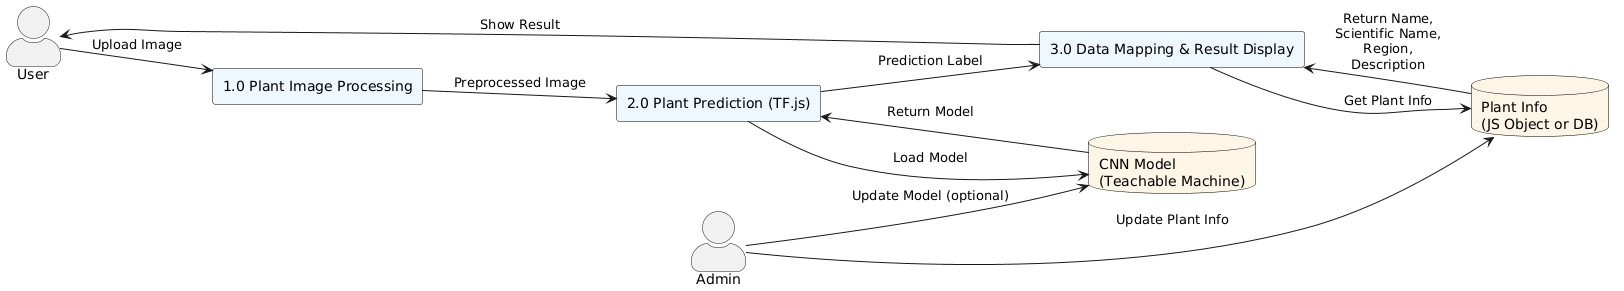 Show Result
Upload Image
User
1.0 Plant Image Processing
Preprocessed Image
2.0 Plant Prediction (TF.js)
Prediction Label
3.0 Data Mapping & Result Display
Return Name,
Scientific Name,
Region,
Description
Get Plant Info
Plant Info
(JS Object or DB)
Return Model
Load Model
CNN Model
(Teachable Machine)
Update Model (optional)
Update Plant Info
Admin